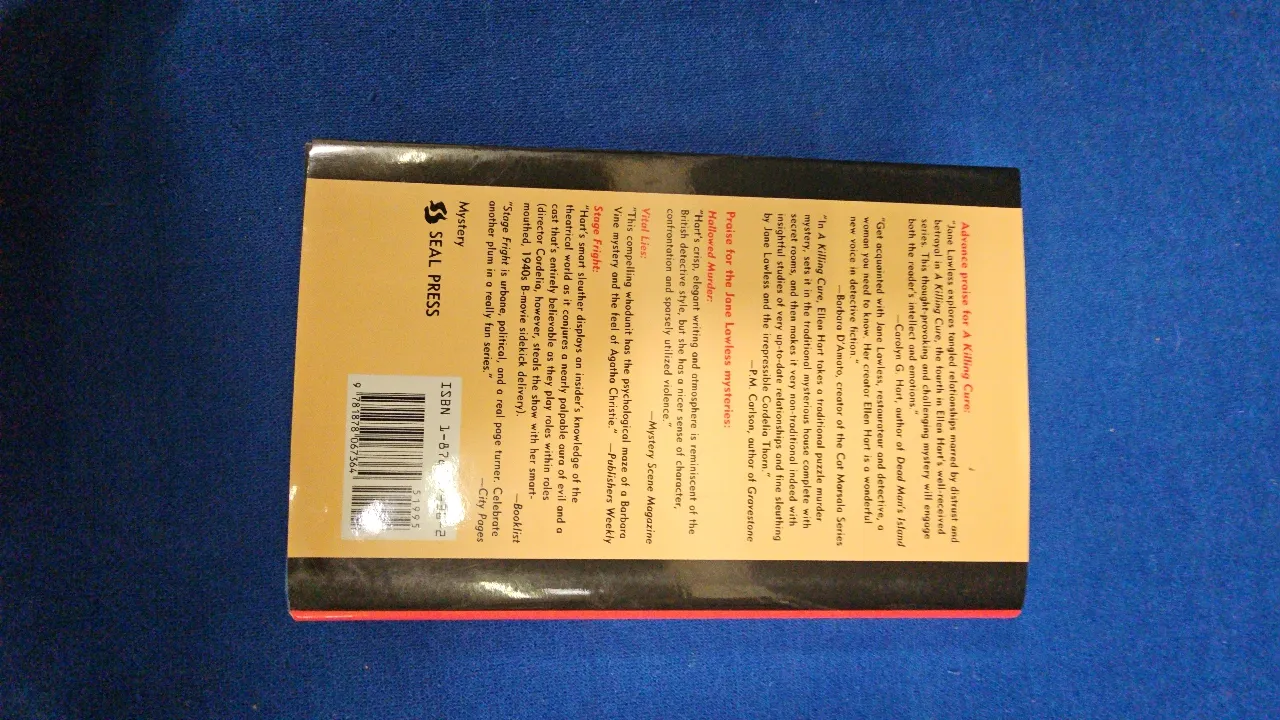 Advance praise for A Killing Cure:
"Jane Lawless explores tangled relationships marred by distrust and
betrayal in A Killing Cure, the fourth in Ellen Hart's well-received
series. This thought-provoking and challenging mystery will engage
both the reader's intellect and emotions."
—Carolyn G. Hart, author of Dead Man's Island
"Get acquainted with Jane Lawless, restaurateur and detective, a
woman you need to know. Her creator Ellen Hart is a wonderful
new voice in detective fiction."
—Barbara D'Amato, creator of the Cat Marsala Series
"In A Killing Cure, Ellen Hart takes a traditional puzzle murder
mystery, sets it in the traditional mysterious house complete with
secret rooms, and then makes it very non-traditional indeed with
insightful studies of very up-to-date relationships and fine sleuthing
by Jane Lawless and the irrepressible Cordelia Thorn."
—P.M. Carlson, author of Gravestone
Praise for the Jane Lawless mysteries:
Hallowed Murder:
"Hart's crisp, elegant writing and atmosphere is reminiscent of the
British detective style, but she has a nicer sense of character,
confrontation and sparsely utilized violence."
—Mystery Scene Magazine
Vital Lies:
"This compelling whodunit has the psychological maze of a Barbara
Vine mystery and the feel of Agatha Christie." —Publishers Weekly
Stage Fright:
"Hart's smart sleuther displays an insider's knowledge of the
theatrical world as it conjures a nearly palpable aura of evil and a
cast that's entirely believable as they play roles within roles
(director Cordelia, however, steals the show with her smart-
mouthed, 1940s B-movie sidekick delivery).
—Booklist
"Stage Fright is urbane, political, and a real page turner. Celebrate
another plum in a really fun series."
—City Pages
Mystery
SEAL PRESS
ISBN
51995
9 781878 067364